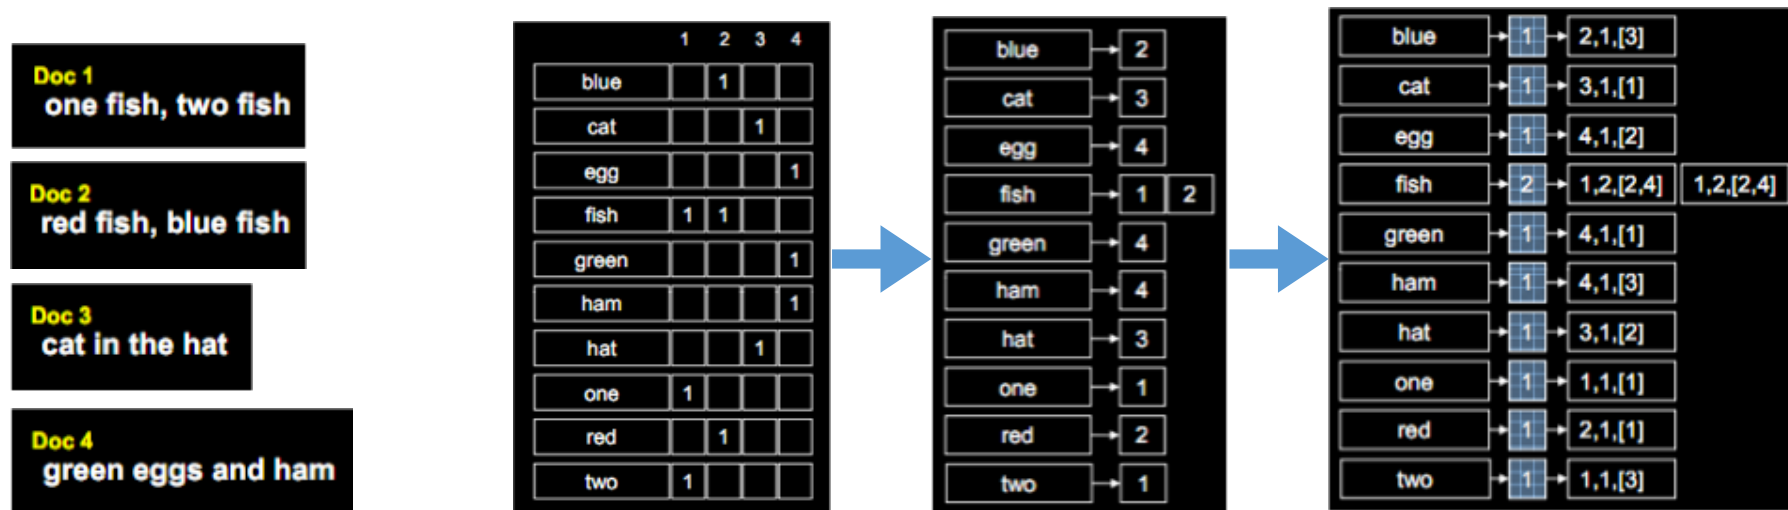 Doc 1
one fish, two fish
Doc 2
red fish, blue fish
Doc 3
cat in the hat
Doc 4
green eggs and ham
1 2 3 4
blue 1
cat 1
egg 1
fish 1 1
green 1
ham 1
hat 1
one 1
red 1
two 1
blue 2
cat 3
egg 4
fish 1 2
green 4
ham 4
hat 3
one 1
red 2
two 1
blue 1 2,1,[3]
cat 1 3,1,[1]
egg 1 4,1,[2]
fish 2 1,2,[2,4] 1,2,[2,4]
green 1 4,1,[1]
ham 1 4,1,[3]
hat 1 3,1,[2]
one 1 1,1,[1]
red 1 2,1,[1]
two 1 1,1,[3]